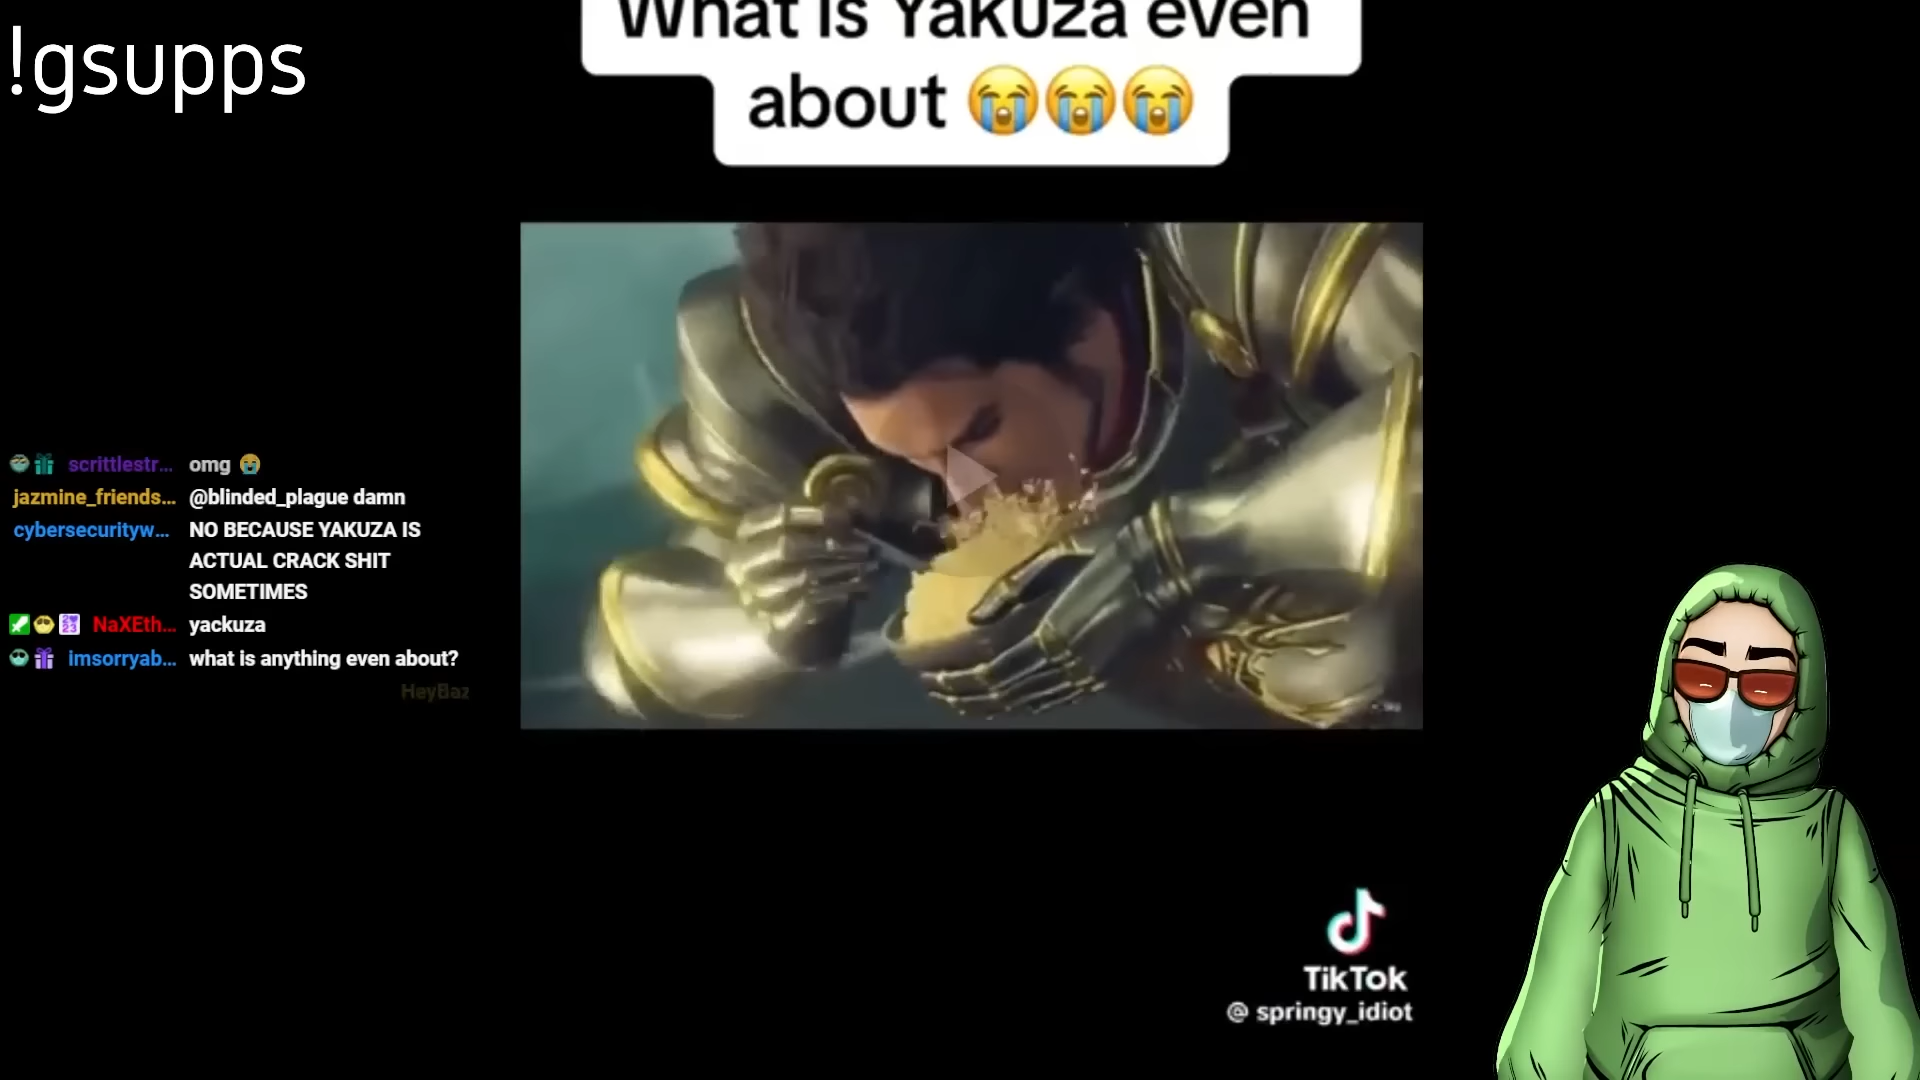 !gsupps
What is Yakuza even
about 😭😭😭
scrittlestr... omg 😭
jazmine_friends... @blinded_plague damn
cybersecurityw... NO BECAUSE YAKUZA IS
ACTUAL CRACK SHIT
SOMETIMES
NaXEth... yackuza
imsorryab... what is anything even about?
HeyBaz
TikTok
@ springy_idiot